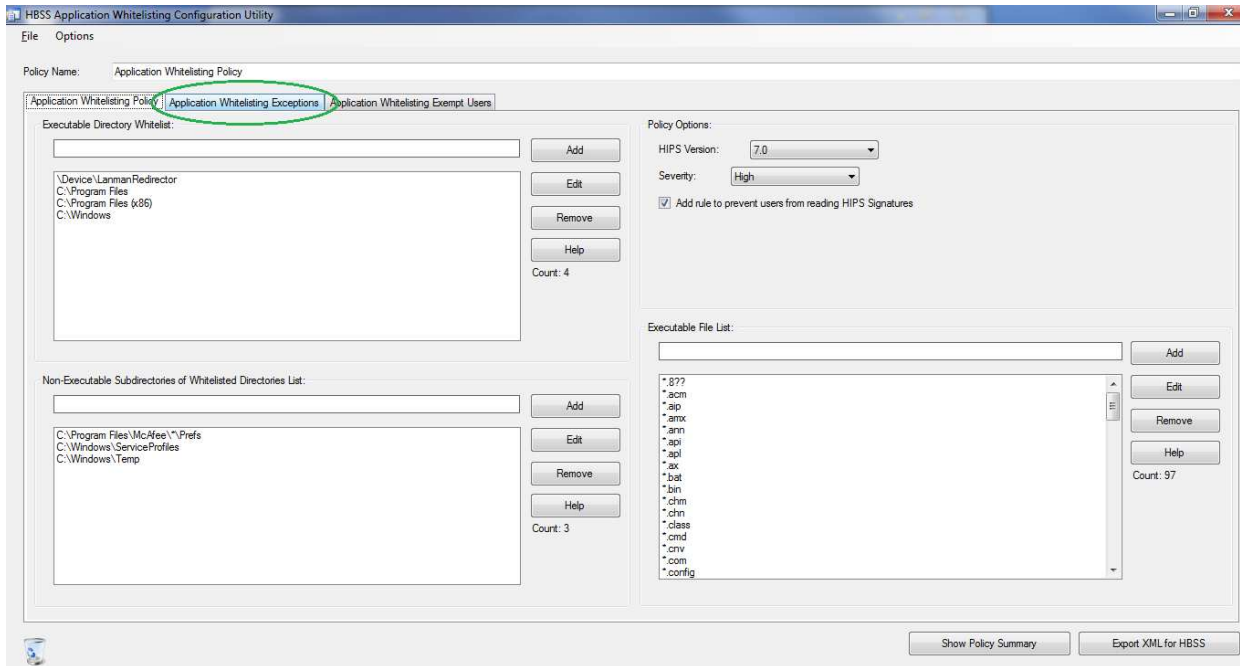 HBSS Application Whitelisting Configuration Utility
File Options
Policy Name: Application Whitelisting Policy
Application Whitelisting Policy Application Whitelisting Exceptions Application Whitelisting Exempt Users
Executable Directory Whitelist:
Add
\Device\LanmanRedirector
C:\Program Files
C:\Program Files (x86)
C:\Windows
Edit
Remove
Help
Count: 4
Non-Executable Subdirectories of Whitelisted Directories List:
Add
C:\Program Files\McAfee\*\Prefs
C:\Windows\ServiceProfiles
C:\Windows\Temp
Edit
Remove
Help
Count: 3
Policy Options:
HIPS Version: 7.0
Severity: High
Add rule to prevent users from reading HIPS Signatures
Executable File List:
Add
*.8??
*.acm
*.aip
*.amx
*.ann
*.api
*.apl
*.ax
*.bat
*.bin
*.chm
*.chn
*.class
*.cmd
*.cnv
*.com
*.config
Edit
Remove
Help
Count: 97
Show Policy Summary Export XML for HBSS